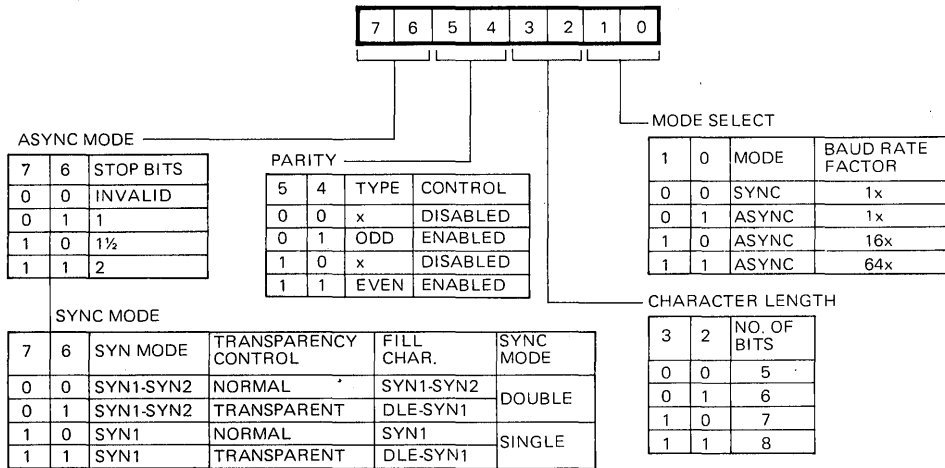 7 6 5 4 3 2 1 0
ASYNC MODE
7 6 STOP BITS
0 0 INVALID
0 1 1
1 0 1½
1 1 2
PARITY
5 4 TYPE CONTROL
0 0 x DISABLED
0 1 ODD ENABLED
1 0 x DISABLED
1 1 EVEN ENABLED
MODE SELECT
1 0 MODE BAUD RATE
FACTOR
0 0 SYNC 1x
0 1 ASYNC 1x
1 0 ASYNC 16x
1 1 ASYNC 64x
SYNC MODE
7 6 SYN MODE TRANSPARENCY CONTROL FILL CHAR. SYNC MODE
0 0 SYN1-SYN2 NORMAL SYN1-SYN2 DOUBLE
0 1 SYN1-SYN2 TRANSPARENT DLE-SYN1
1 0 SYN1 NORMAL SYN1 SINGLE
1 1 SYN1 TRANSPARENT DLE-SYN1
CHARACTER LENGTH
3 2 NO. OF
BITS
0 0 5
0 1 6
1 0 7
1 1 8